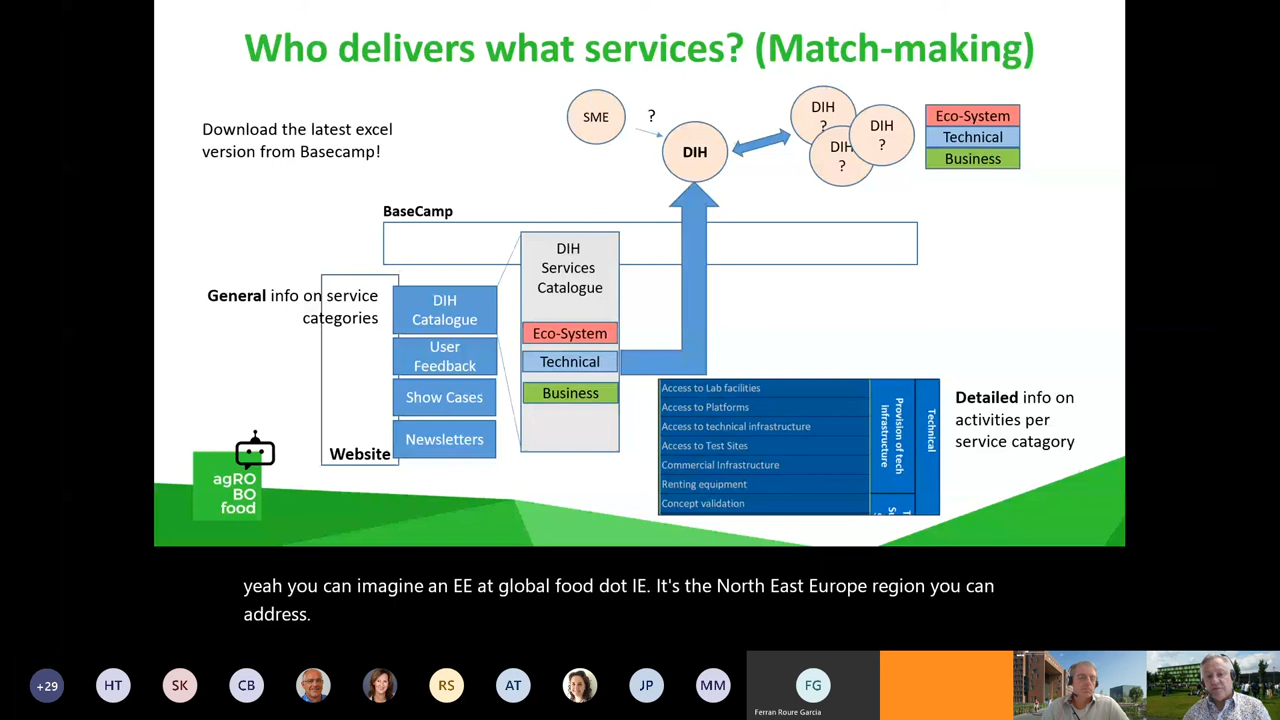 Who delivers what services? (Match-making)
Download the latest excel
version from Basecamp!
SME
?
DIH
DIH
?
DIH
?
DIH
?
Eco-System
Technical
Business
BaseCamp
DIH
Services
Catalogue
Eco-System
Technical
Business
General info on service
categories
DIH
Catalogue
User
Feedback
Show Cases
Newsletters
Website
Access to Lab facilities
Access to Platforms
Access to technical infrastructure
Access to Test Sites
Commercial Infrastructure
Renting equipment
Concept validation
Provision of tech
infrastructure
Technical
Detailed info on
activities per
service catagory
agRO
BO
food
yeah you can imagine an EE at global food dot IE. It's the North East Europe region you can
address.
+29
HT
SK
CB
RS
AT
JP
MM
FG
Ferran Roure Garcia